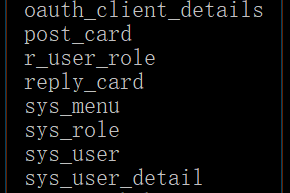 oauth_client_details
post_card
r_user_role
reply_card
sys_menu
sys_role
sys_user
sys_user_detail